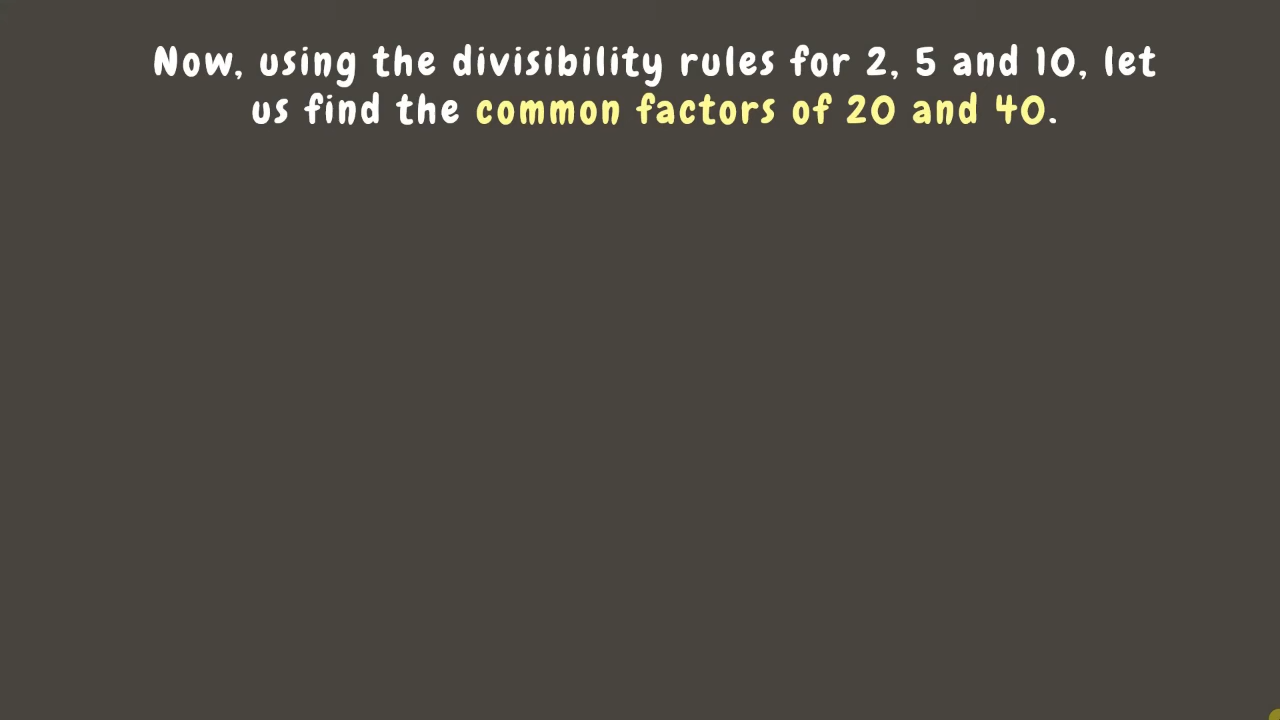 Now, using the divisibility rules for 2, 5 and 10, let
us find the common factors of 20 and 40.